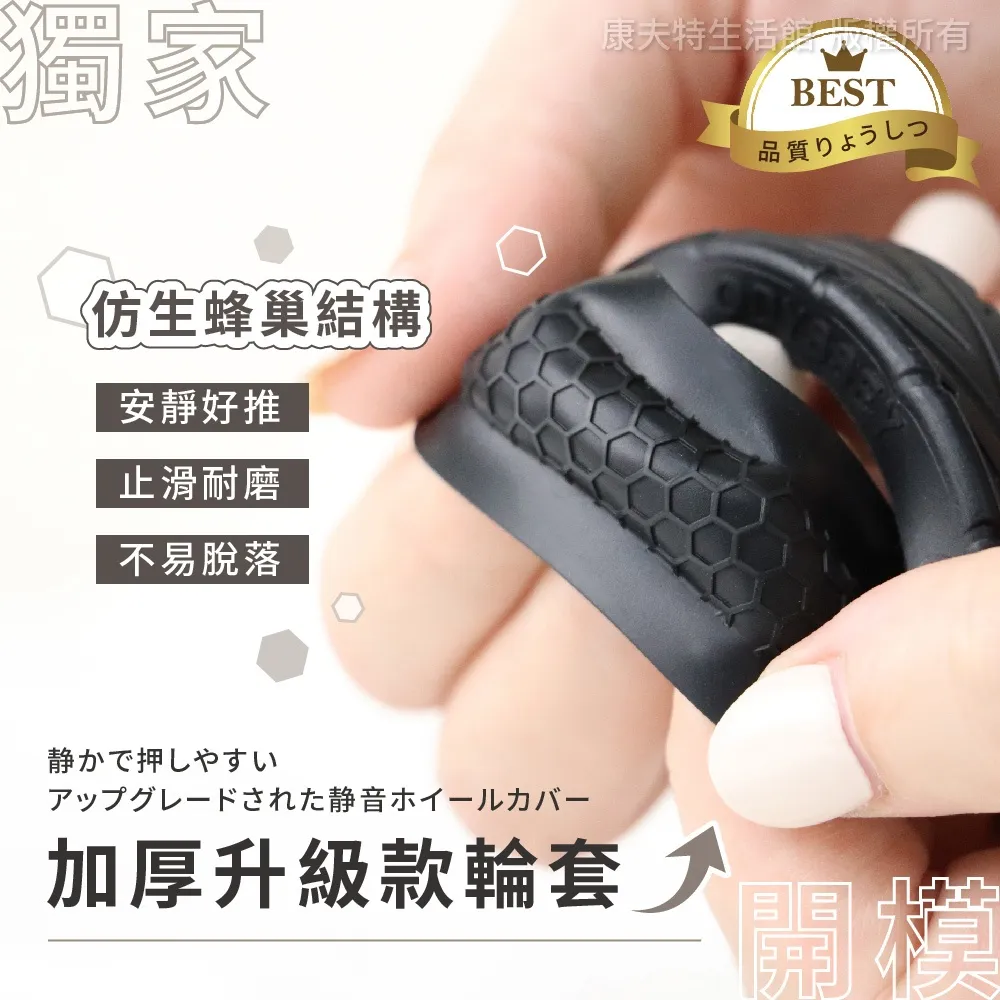 獨家
康夫特生活館 版權所有
BEST
品質りょうしつ
仿生蜂巢結構
安靜好推
止滑耐磨
不易脫落
静かで押しやすい
アップグレードされた静音ホイールカバー
加厚升級款輪套
開模